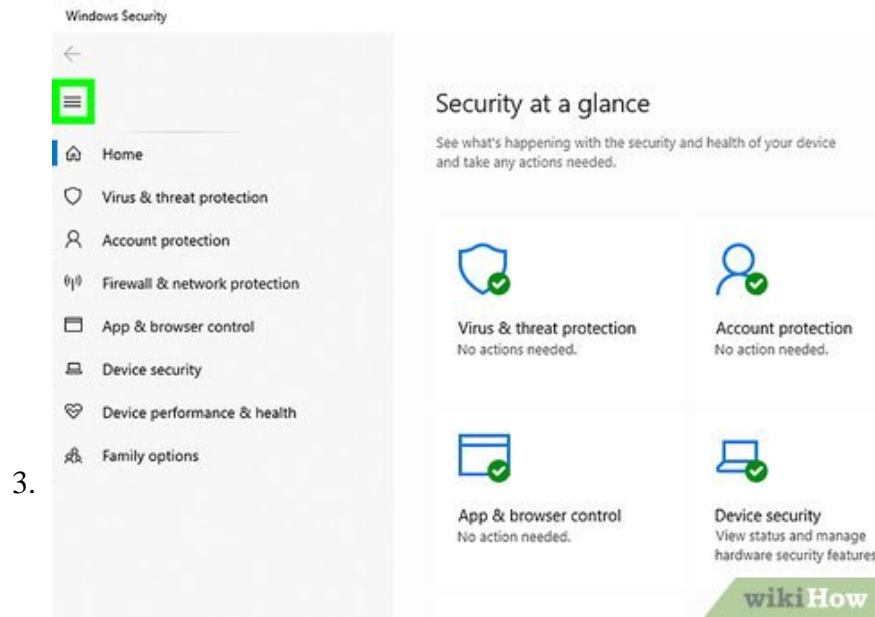 Windows Security
Security at a glance
See what's happening with the security and health of your device
and take any actions needed.
Home
Virus & threat protection
Account protection
Firewall & network protection
App & browser control
Device security
Device performance & health
Family options
3.
Virus & threat protection
No actions needed.
Account protection
No action needed.
App & browser control
No action needed.
Device security
View status and manage
hardware security features
wikiHow